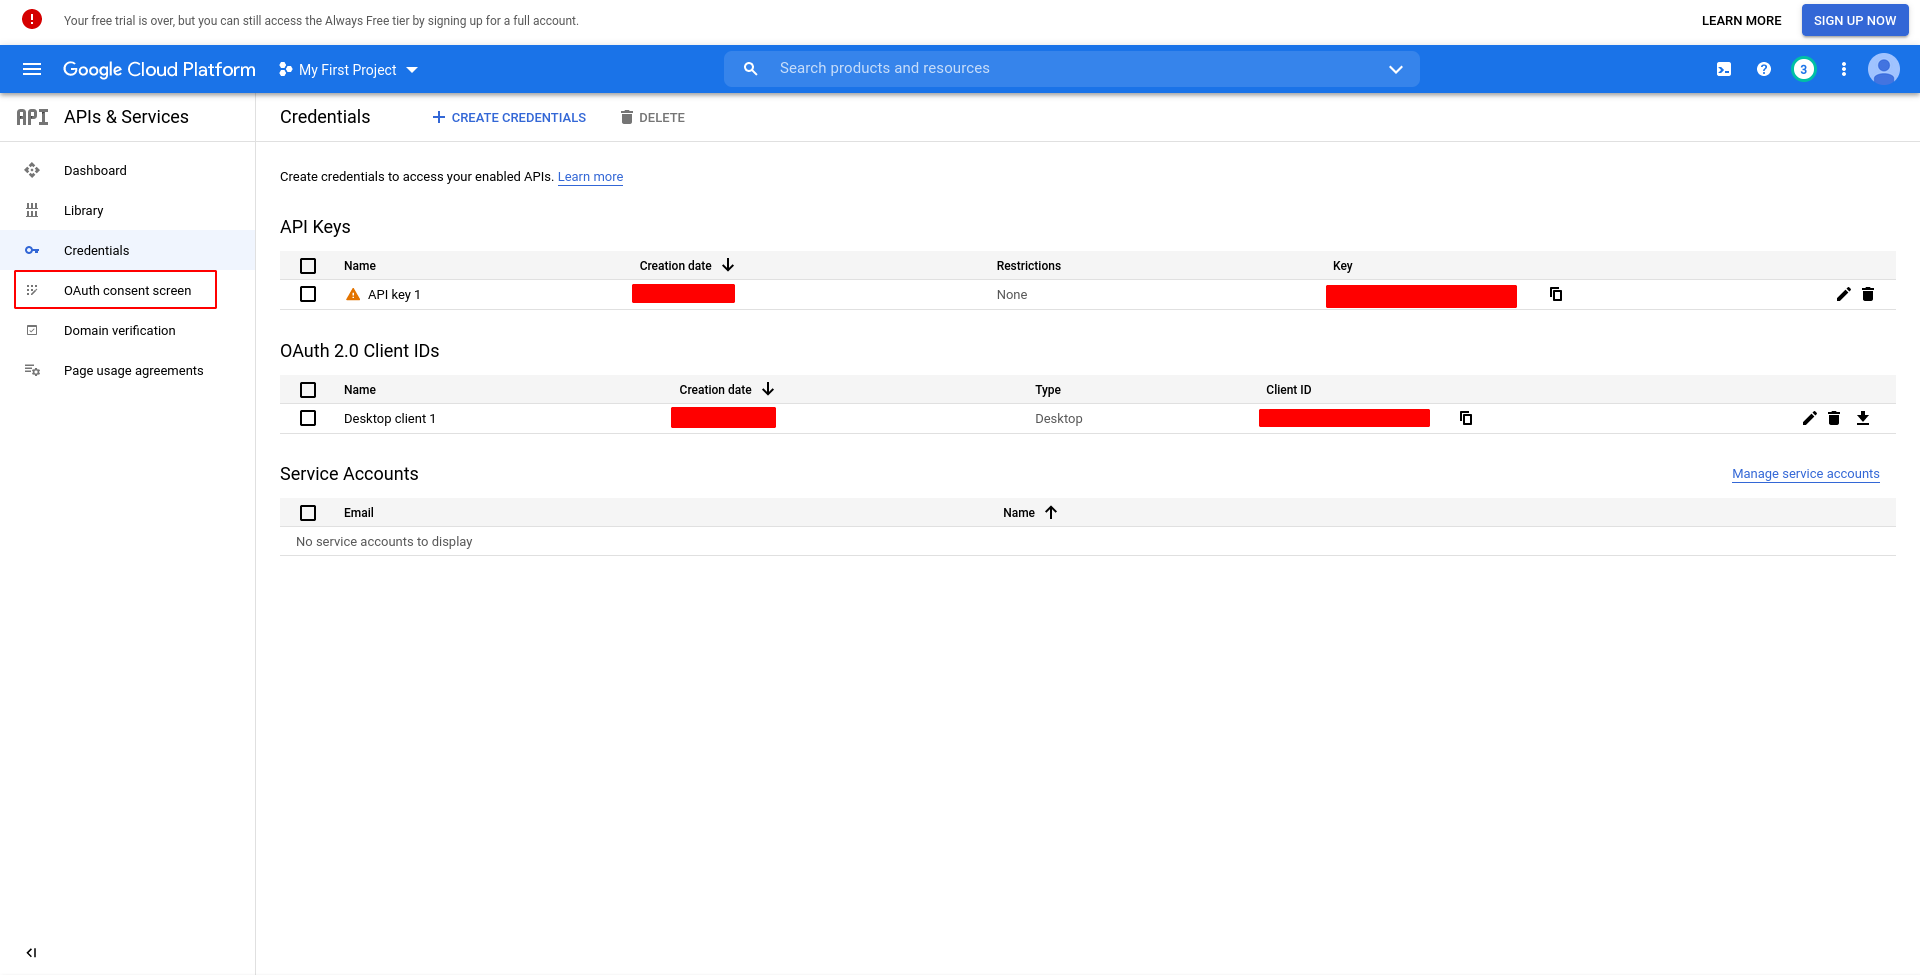 Your free trial is over, but you can still access the Always Free tier by signing up for a full account.
LEARN MORE
SIGN UP NOW
Google Cloud Platform
My First Project
Search products and resources
3
API
APIs & Services
Dashboard
Library
Credentials
OAuth consent screen
Domain verification
Page usage agreements
Credentials
CREATE CREDENTIALS
DELETE
Create credentials to access your enabled APIs. Learn more
API Keys
Name Creation date Restrictions Key
API key 1 None
OAuth 2.0 Client IDs
Name Creation date Type Client ID
Desktop client 1 Desktop
Service Accounts
Manage service accounts
Email Name
No service accounts to display